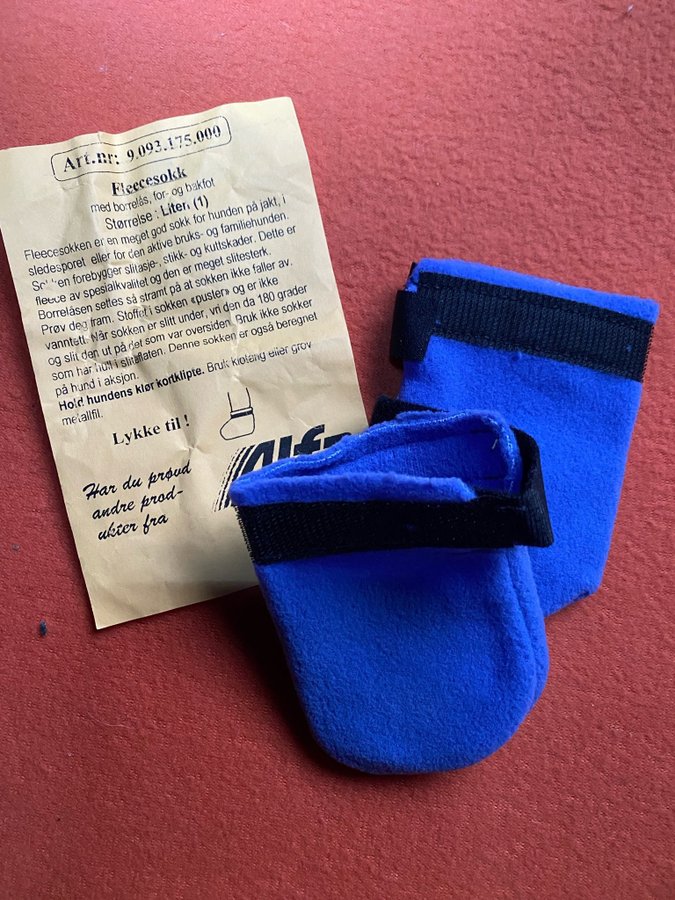 Art.nr: 9.093.175.000
Fleecesokk
med borrelås, for- og bakfot
Størrelse : Liten (1)
Fleecesokken er en meget god sokk for hunden på jakt, i
sledesporet eller for den aktive bruks- og familiehunden.
Sokken forebygger slitasje-, stikk- og kuttskader. Dette er
fleece av spesialkvalitet og den er meget slitesterk.
Borrelåsen settes så stramt på at sokken ikke faller av.
Prøv deg fram. Stoffet i sokken «puster» og er ikke
vanntett. Når sokken er slitt under, vri den da 180 grader
og slit den ut på det som var oversiden. Bruk ikke sokker
som har hull i sliteflaten. Denne sokken er også beregnet
på hund i aksjon.
Hold hundens klør kortklipte. Bruk kloteng eller grov
metallfil.
Lykke til !
Alfa
Har du prøvd
andre prod-
ukter fra